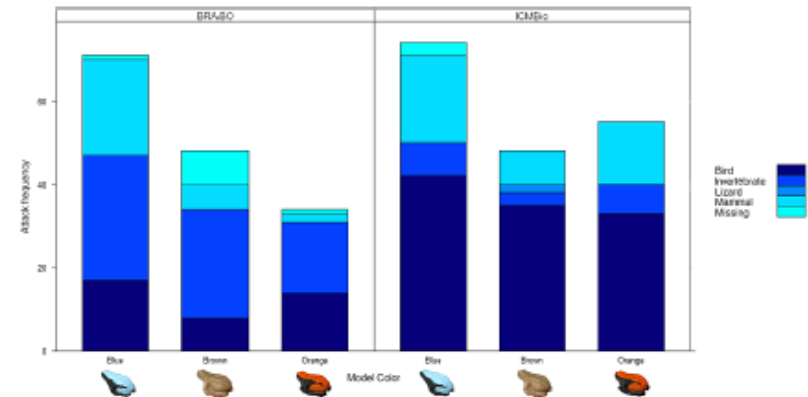 BRABO ICMBio
Attack frequency
60
40
20
0
Blue Brown Orange Blue Brown Orange
Model Color
Bird
Invertebrate
Lizard
Mammal
Missing